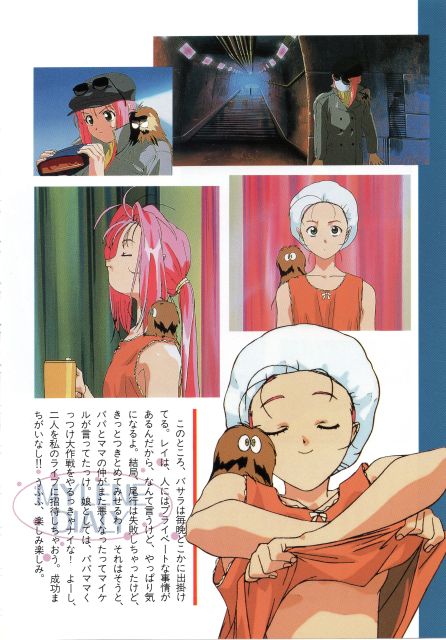 このところ、バサラは毎晩どこかに出掛け
てる。レイは、人にはプライベートな事情が
あるんだから、なんて言うけど、やっぱり気
になるよ。結局、尾行は失敗しちゃったけど、
きっとつきとめてみせるわ。それはそうと、
パパとママの仲がまた悪くなったってマイケ
ルが言ってたっけ。娘としては、パパママく
っつけ大作戦をやるっきゃナイな!よーし、
二人を私のライブに招待しちゃおう。成功ま
ちがいなし!!うふふ、楽しみ楽しみ。
MYLENE
DIARY